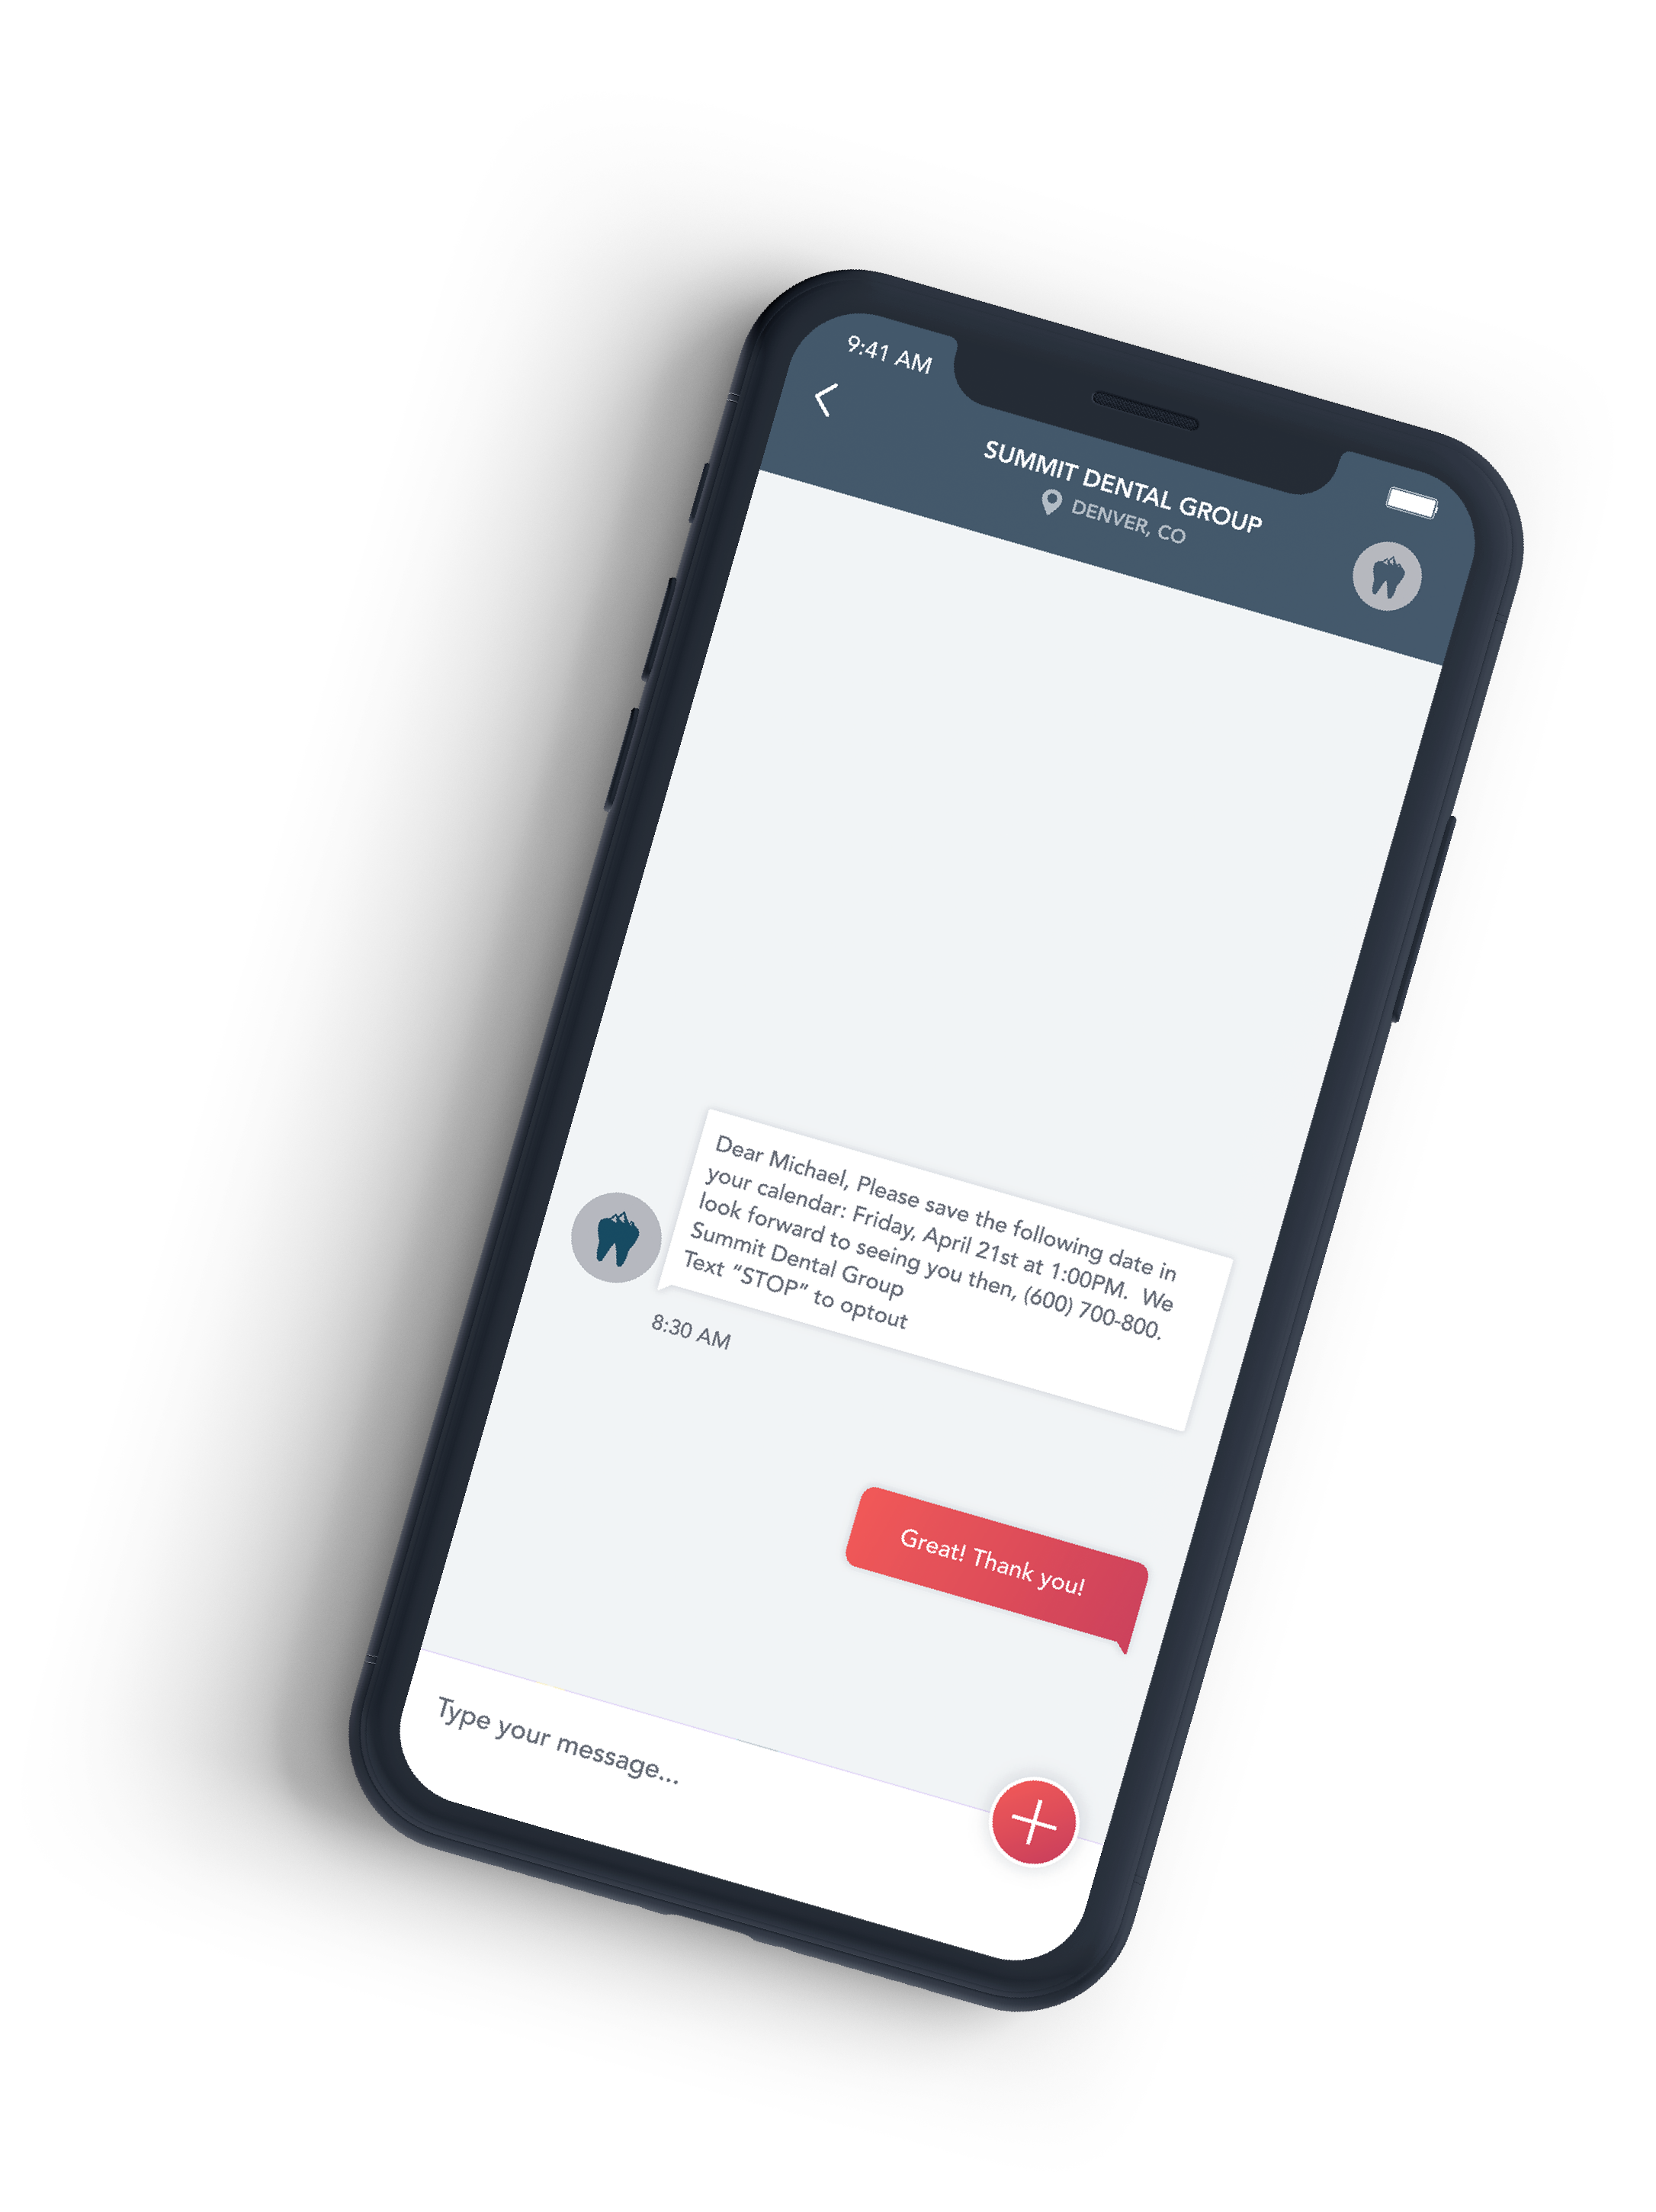 9:41 AM
SUMMIT DENTAL GROUP
DENVER, CO
Dear Michael, Please save the following date in
your calendar: Friday, April 21st at 1:00PM.  We
look forward to seeing you then, (600) 700-800.
Summit Dental Group
Text “STOP” to optout
8:30 AM
Great! Thank you!
Type your message...